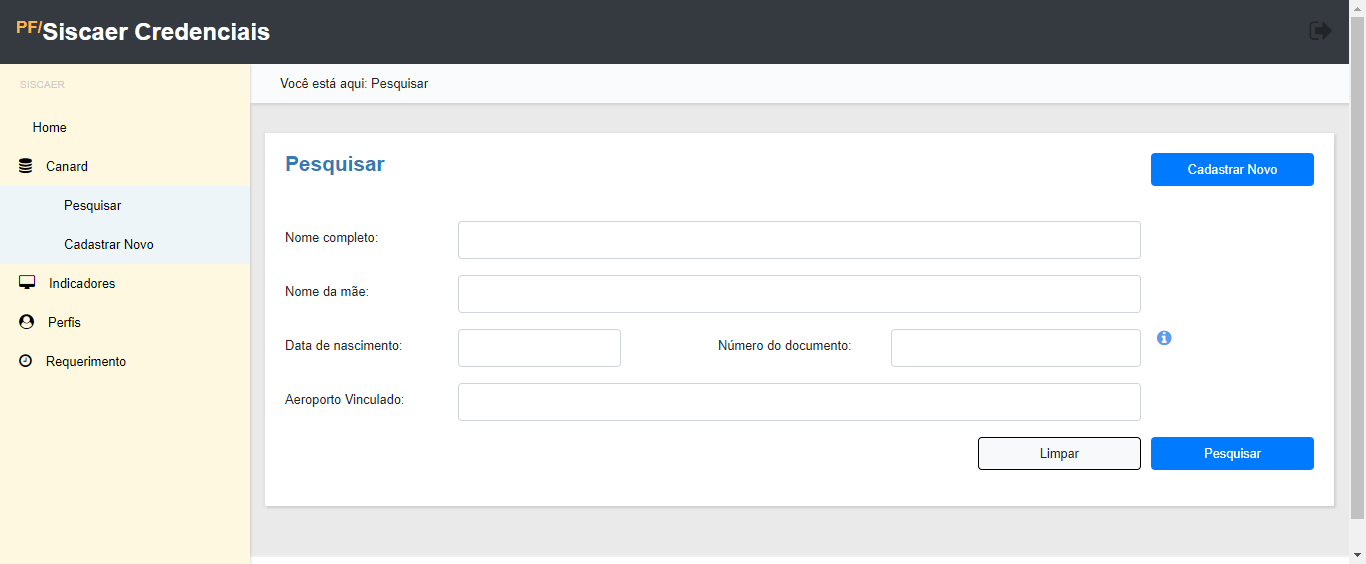 PF/Siscaer Credenciais
SISCAER
Você está aqui: Pesquisar
Home
Canard
Pesquisar
Cadastrar Novo
Indicadores
Perfis
Requerimento
Pesquisar
Cadastrar Novo
Nome completo:
Nome da mãe:
Data de nascimento:
Número do documento:
Aeroporto Vinculado:
Limpar
Pesquisar